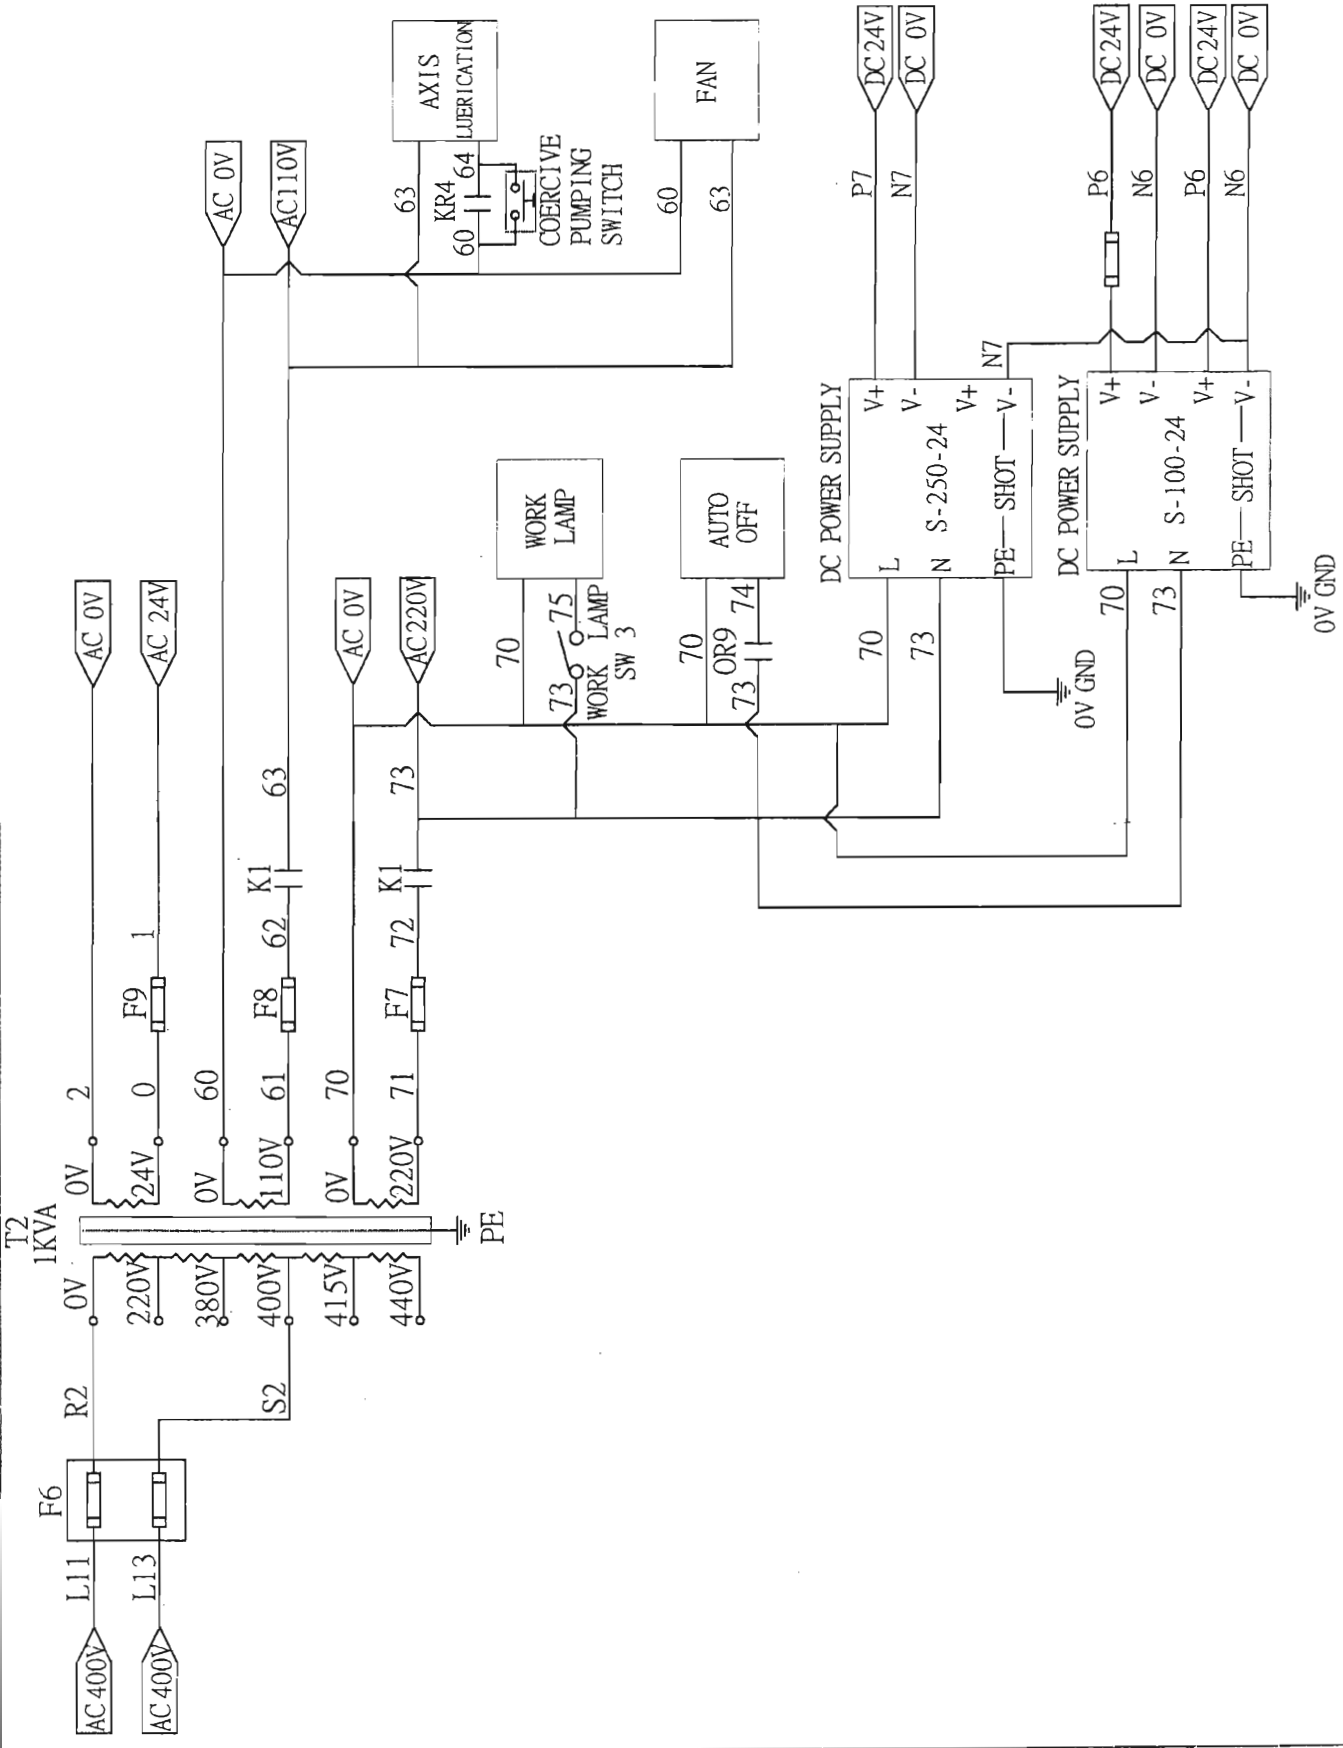 T2
1KVA
AC400V
L11
F6
R2
0V
0V
2
AC 0V
AC400V
L13
220V
24V
0
F9
1
AC 24V
380V
0V
60
AC 0V
S2
400V
110V
61
F8
62
K1
63
AC110V
415V
0V
70
AC 0V
440V
220V
71
F7
72
K1
73
AC220V
PE
63
AXIS
LUERICATION
60
KR4
64
COERCIVE
PUMPING
SWITCH
60
63
FAN
70
WORK
LAMP
73
75
WORK LAMP
SW 3
70
AUTO
OFF
73
OR9
74
DC POWER SUPPLY
70
L
V+
P7
DC24V
73
N
S-250-24
V-
N7
DC 0V
V+
PE
SHOT
V-
N7
0V GND
DC POWER SUPPLY
70
L
V+
P6
DC24V
73
N
S-100-24
V-
N6
DC 0V
V+
P6
DC24V
PE
SHOT
V-
N6
DC 0V
0V GND